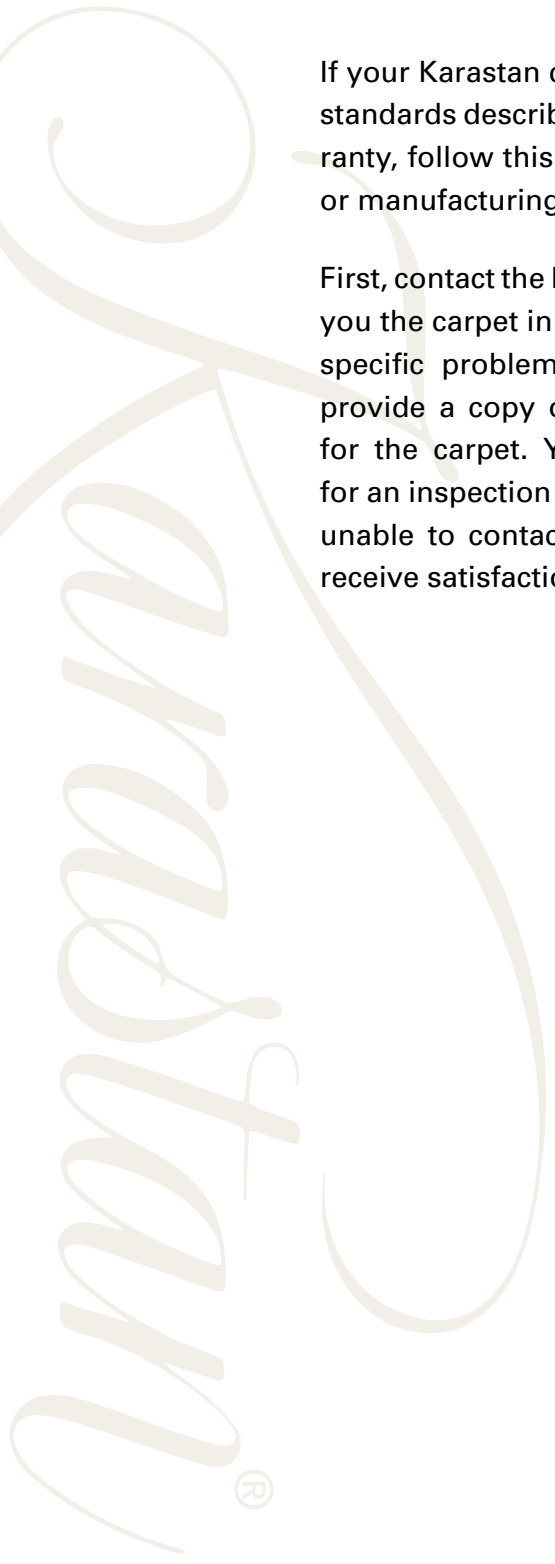 If your Karastan
standards describ
ranty, follow this
or manufacturing
First, contact the
you the carpet in
specific problem
provide a copy
for the carpet. Y
for an inspection
unable to contac
receive satisfactio
Karastan®